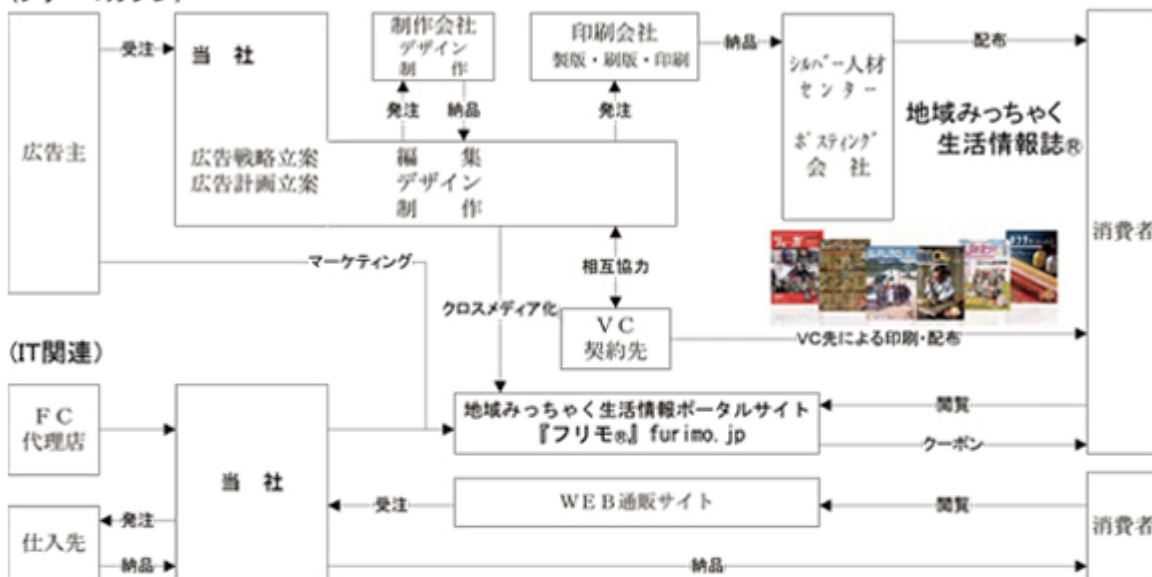 広告主
受注
当 社
制作会社
デザイン
制 作
印刷会社
製版・刷版・印刷
納品
シルバー人材
センター
ポスティング
会 社
配布
地域みっちゃく
生活情報誌®
消費者
発注
納品
発注
広告戦略立案
広告計画立案
編 集
デザイン
制 作
マーケティング
相互協力
クロスメディア化
VC
契約先
VC先による印刷・配布
(IT関連)
FC
代理店
当 社
地域みっちゃく生活情報ポータルサイト
『フリモ®』furimo.jp
閲覧
クーポン
仕入先
発注
納品
受注
WEB通販サイト
閲覧
消費者
納品